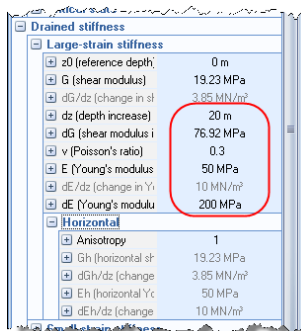 Drained stiffness
Large-strain stiffness
z0 (reference depth) 0 m
G (shear modulus) 19.23 MPa
dG/dz (change in sh 3.85 MN/m³
dz (depth increase) 20 m
dG (shear modulus i 76.92 MPa
v (Poisson's ratio) 0.3
E (Young's modulus 50 MPa
dE/dz (change in Yo 10 MN/m³
dE (Young's modulu 200 MPa
Horizontal
Anisotropy 1
Gh (horizontal sh 19.23 MPa
dGh/dz (change 3.85 MN/m³
Eh (horizontal Yo 50 MPa
dEh/dz (change 10 MN/m³
Small-strain stiffness